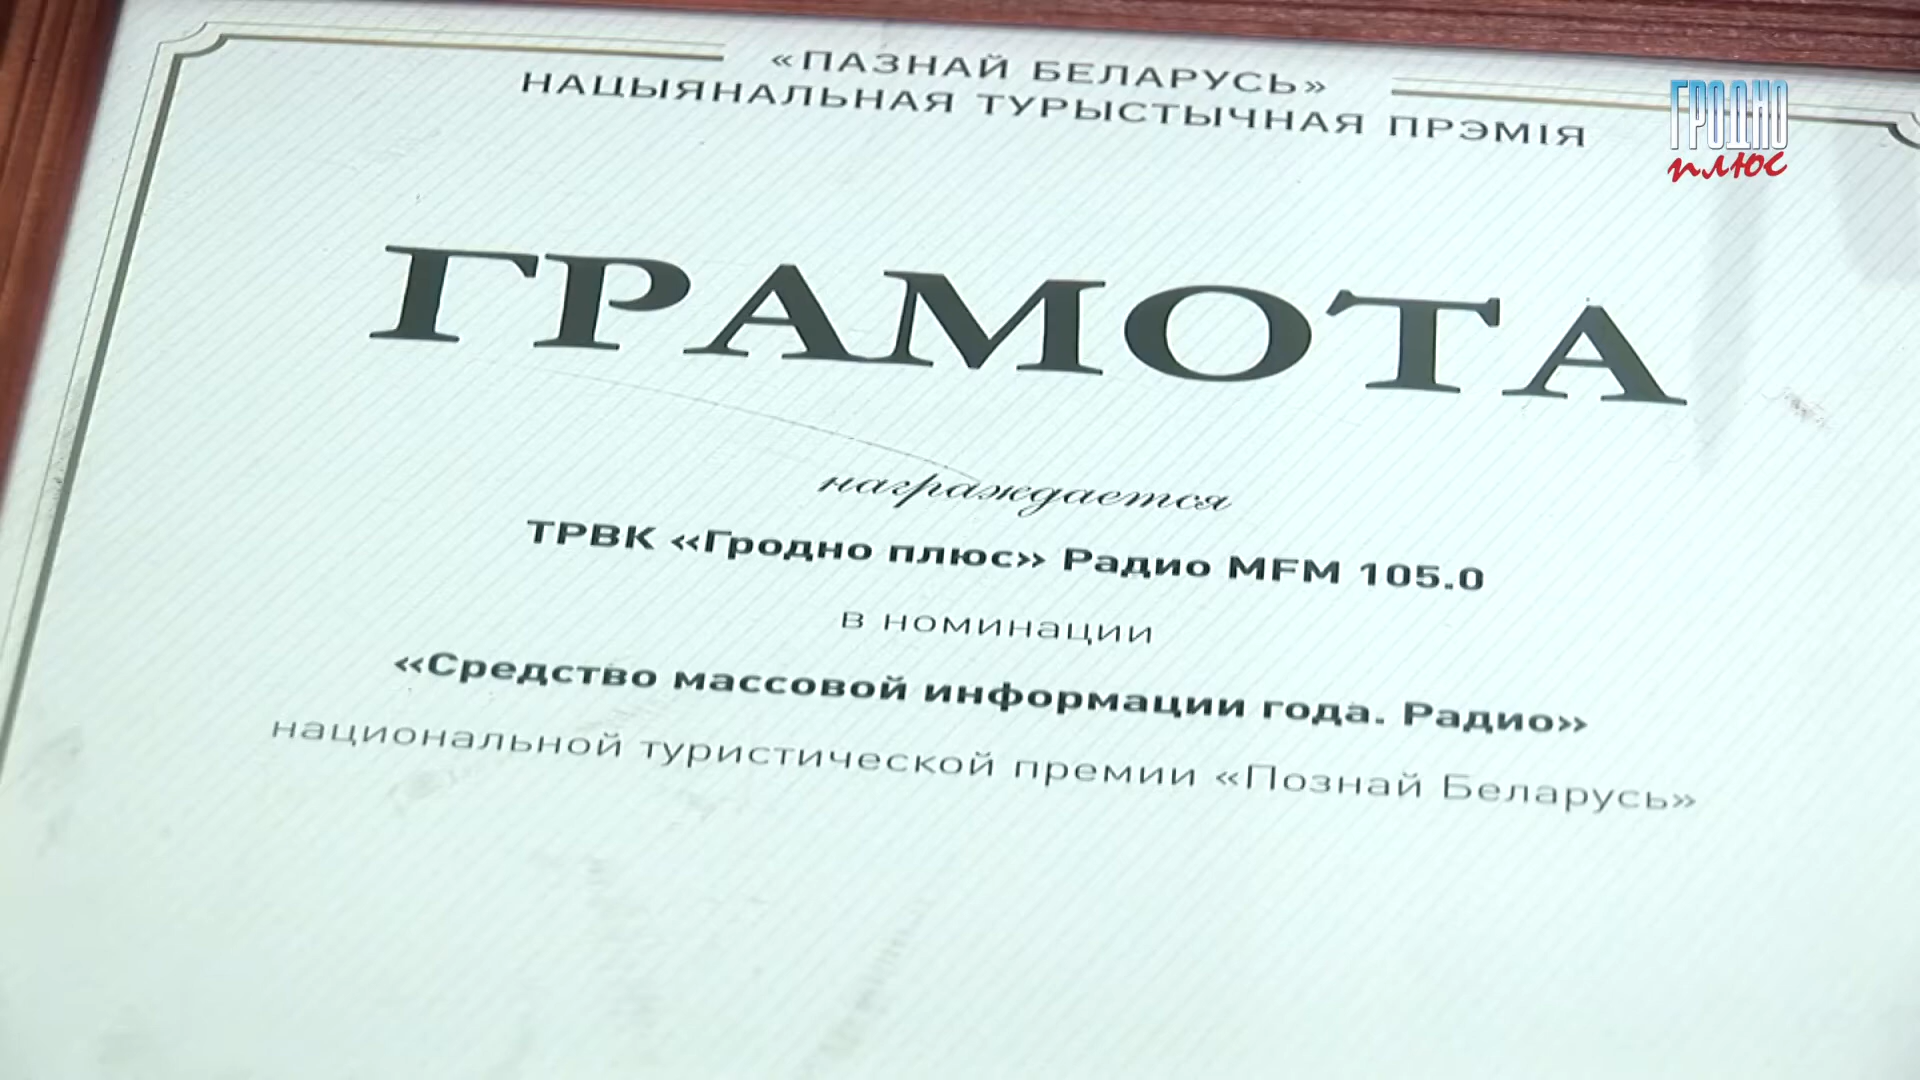 «ПАЗНАЙ БЕЛАРУСЬ»
НАЦЫЯНАЛЬНАЯ ТУРЫСТЫЧНАЯ ПРЭМІЯ
ГРОДНО
плюс
ГРАМОТА
награждается
ТРВК «Гродно плюс» Радио MFM 105.0
в номинации
«Средство массовой информации года. Радио»
национальной туристической премии «Познай Беларусь»